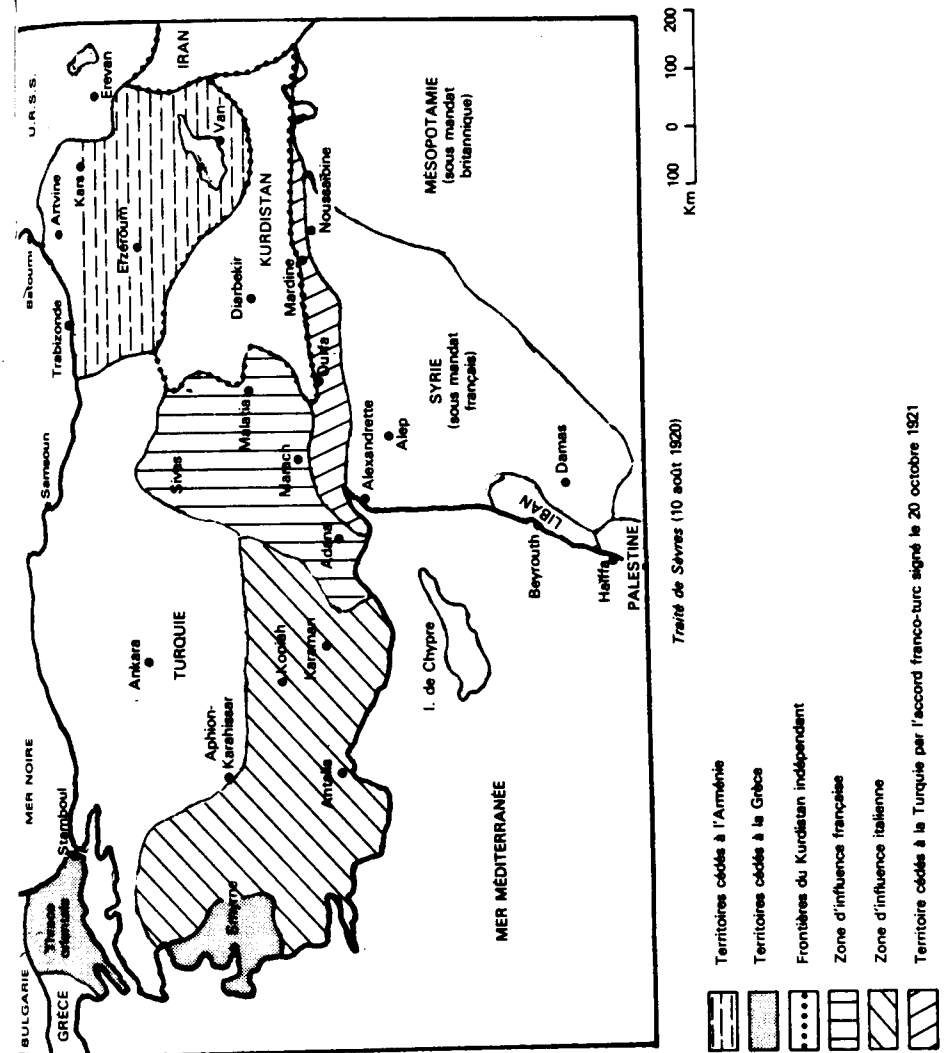 MER NOIRE
U.R.S.S.
BULGARIE
GRÈCE
Thrace
orientale
Stamboul
Samsoun
Trabizonde
Batoumi
Artvine
Kars
Erevan
Erzéroum
IRAN
Van
Ankara
TURQUIE
Sivas
Malatia
Diarbekir
KURDISTAN
Smyrne
Aphion-
Karahissar
Koniah
Karaman
Adana
Marach
Ourfa
Mardine
Noussaïbine
Antalia
Alexandrette
Alep
I. de Chypre
SYRIE
(sous mandat
français)
MÉSOPOTAMIE
(sous mandat
britannique)
MER MÉDITERRANÉE
LIBAN
Beyrouth
Damas
Haïffa
PALESTINE
Traité de Sèvres (10 août 1920)
Km
100 0 100 200
Territoires cédés à l'Arménie
Territoires cédés à la Grèce
Frontières du Kurdistan indépendant
Zone d'influence française
Zone d'influence italienne
Territoire cédés à la Turquie par l'accord franco-turc signé le 20 octobre 1921